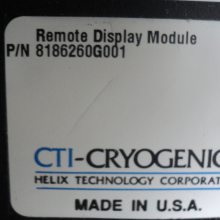 Remote Display Module
P/N 8186260G001
CTI-CRYOGENIC
HELIX TECHNOLOGY CORPORAT
MADE IN U.S.A.